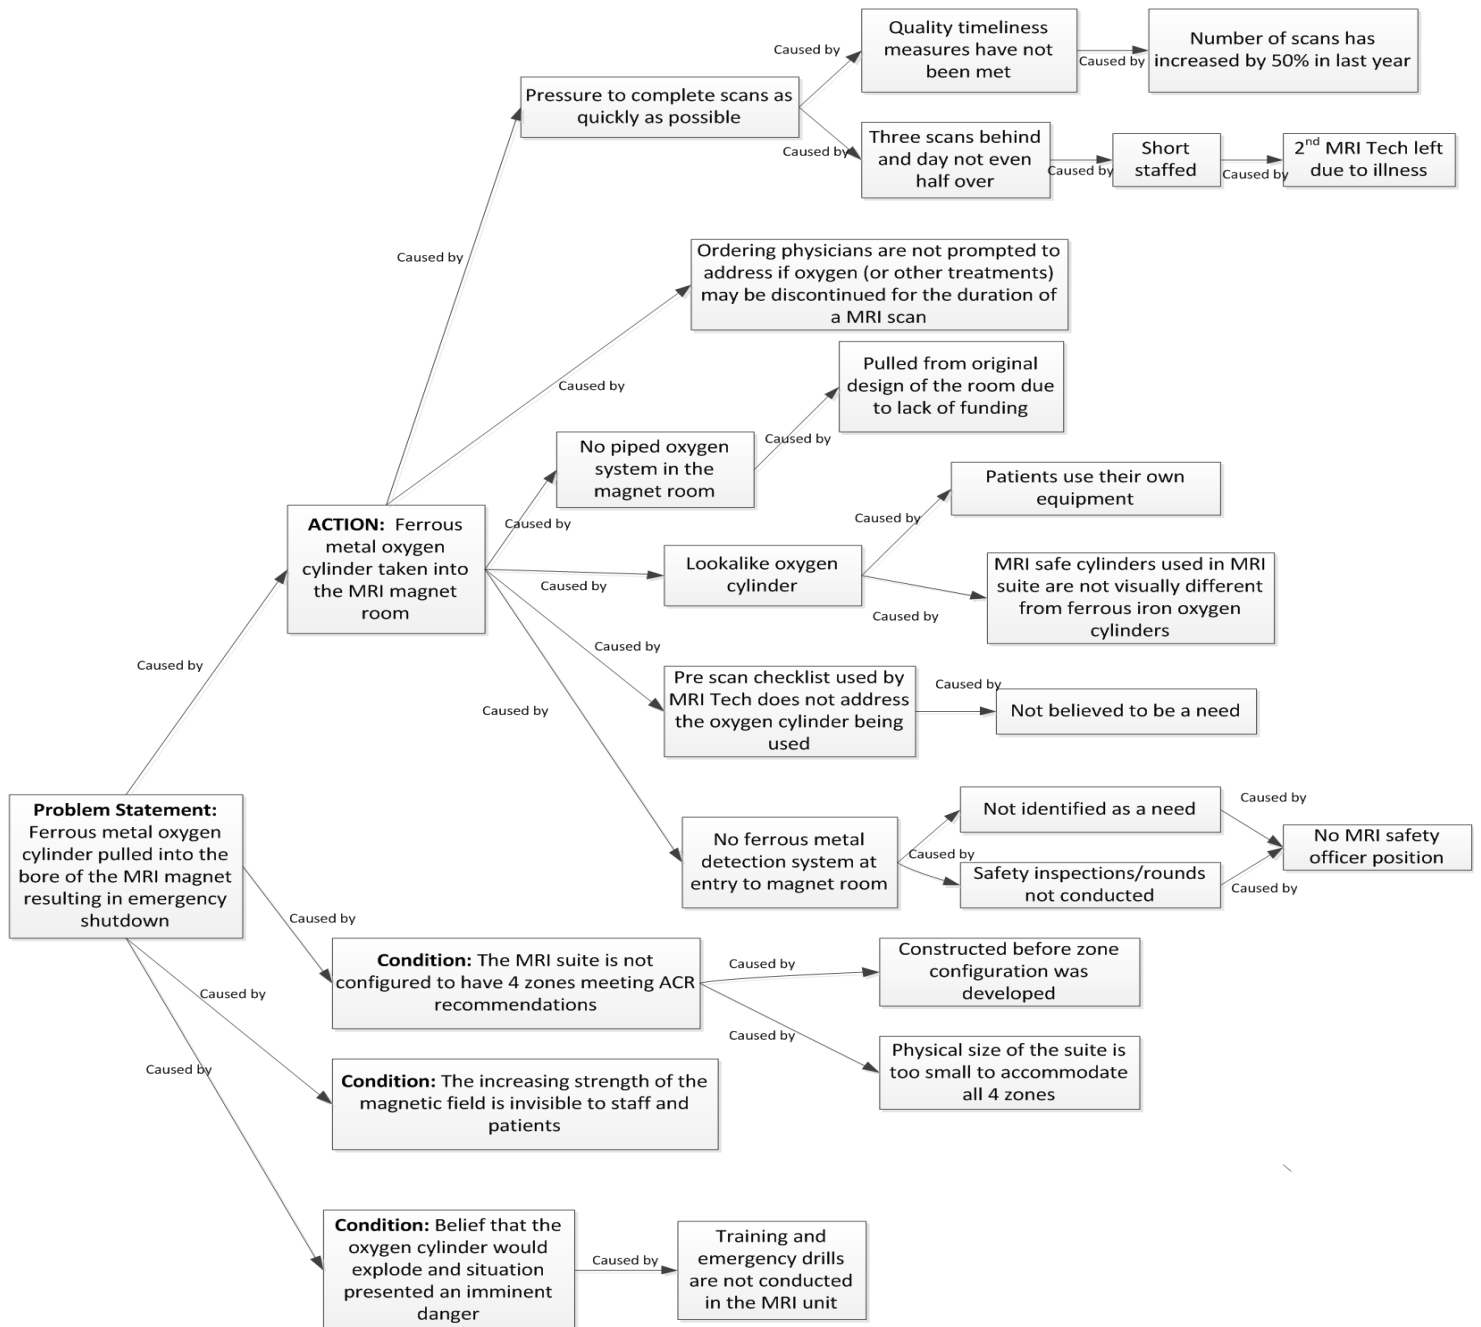 Quality timeliness
measures have not
been met
Caused by
Number of scans has
increased by 50% in last year
Caused by
Pressure to complete scans as
quickly as possible
Caused by
Three scans behind
and day not even
half over
Caused by
Short
staffed
Caused by
2nd MRI Tech left
due to illness
Caused by
Ordering physicians are not prompted to
address if oxygen (or other treatments)
may be discontinued for the duration of
a MRI scan
Caused by
Pulled from original
design of the room due
to lack of funding
Caused by
No piped oxygen
system in the
magnet room
Caused by
ACTION: Ferrous
metal oxygen
cylinder taken into
the MRI magnet
room
Patients use their own
equipment
Caused by
Lookalike oxygen
cylinder
Caused by
MRI safe cylinders used in MRI
suite are not visually different
from ferrous iron oxygen
cylinders
Caused by
Caused by
Caused by
Pre scan checklist used by
MRI Tech does not address
the oxygen cylinder being
used
Caused by
Not believed to be a need
Caused by
Problem Statement:
Ferrous metal oxygen
cylinder pulled into the
bore of the MRI magnet
resulting in emergency
shutdown
No ferrous metal
detection system at
entry to magnet room
Caused by
Not identified as a need
Caused by
Safety inspections/rounds
not conducted
Caused by
No MRI safety
officer position
Caused by
Condition: The MRI suite is not
configured to have 4 zones meeting ACR
recommendations
Caused by
Constructed before zone
configuration was
developed
Caused by
Physical size of the suite is
too small to accommodate
all 4 zones
Caused by
Condition: The increasing strength of the
magnetic field is invisible to staff and
patients
Caused by
Condition: Belief that the
oxygen cylinder would
explode and situation
presented an imminent
danger
Caused by
Training and
emergency drills
are not conducted
in the MRI unit